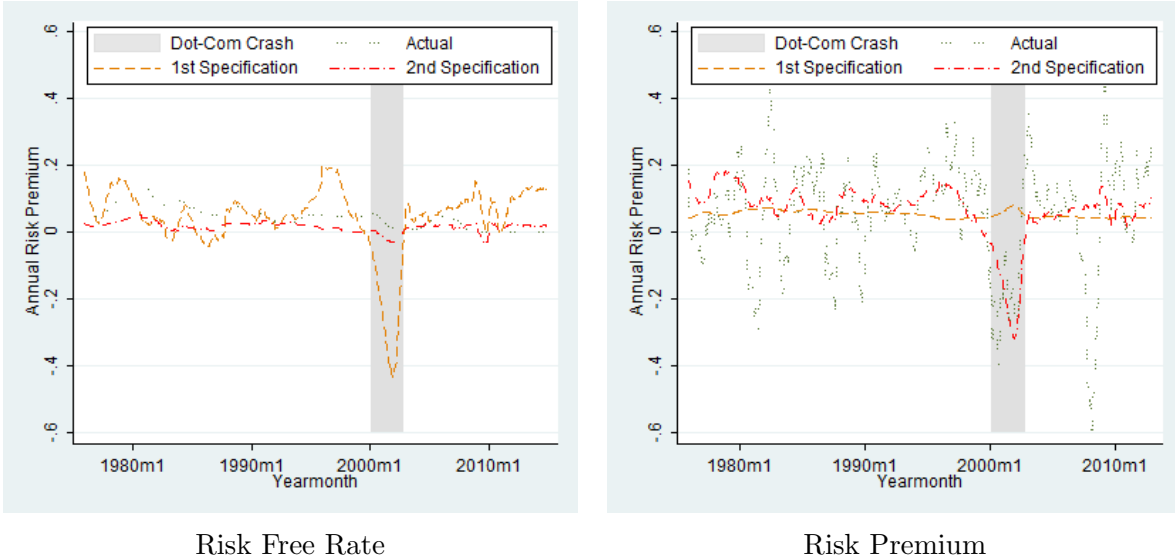 Dot-Com Crash Actual
1st Specification 2nd Specification
Annual Risk Premium
.6
.4
.2
0
-.2
-.4
-.6
1980m1 1990m1 2000m1 2010m1
Yearmonth
Risk Free Rate
Dot-Com Crash Actual
1st Specification 2nd Specification
Annual Risk Premium
.6
.4
.2
0
-.2
-.4
-.6
1980m1 1990m1 2000m1 2010m1
Yearmonth
Risk Premium